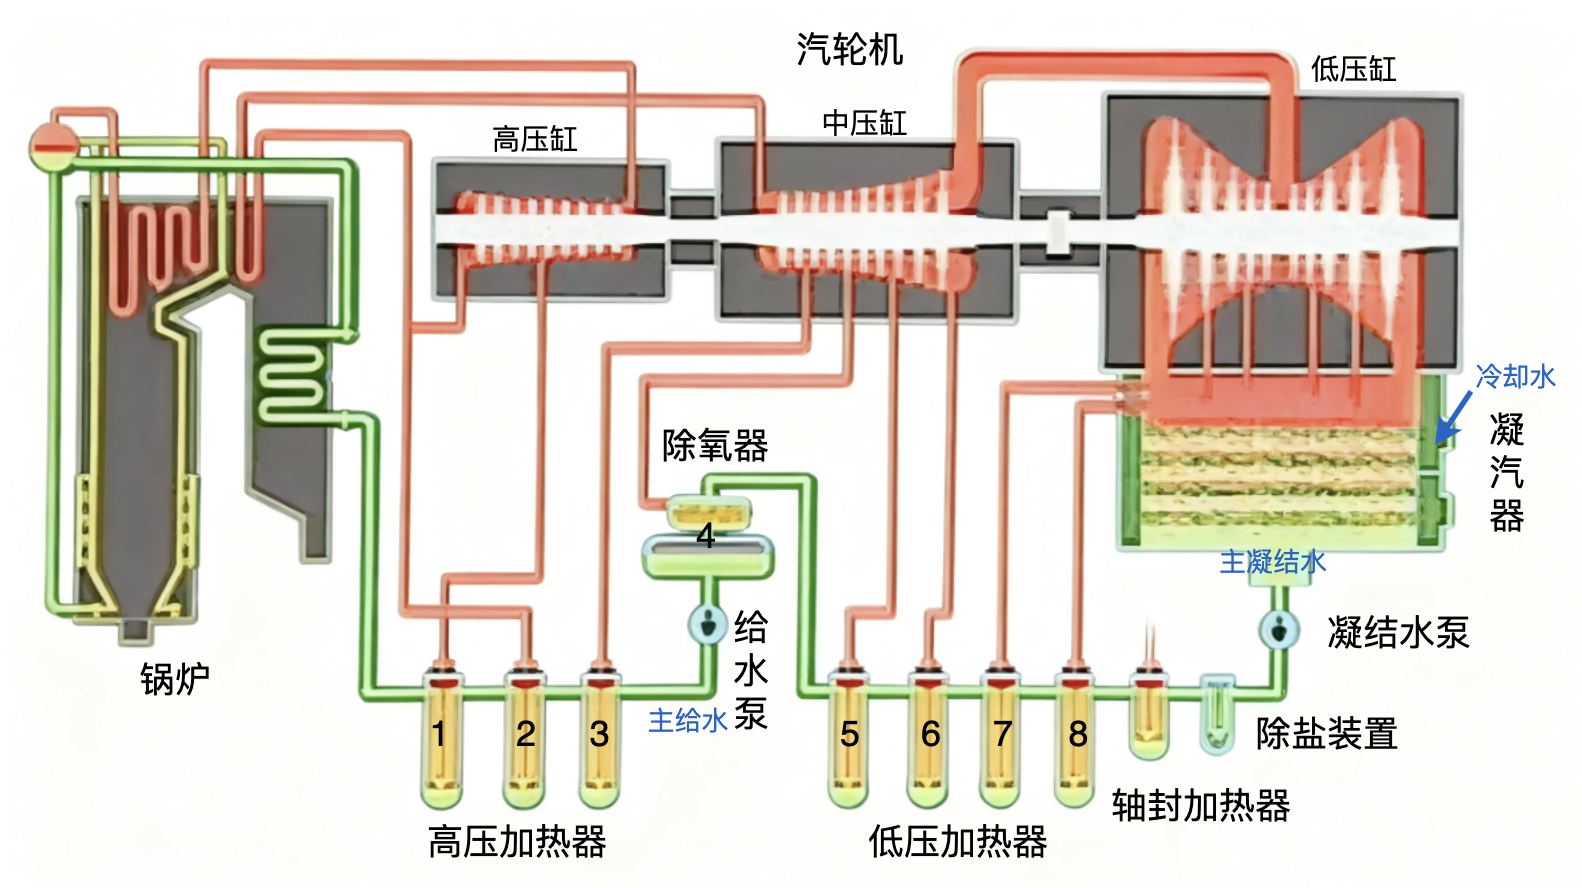 汽轮机
低压缸
中压缸
高压缸
冷却水
凝汽器
除氧器
4
主凝结水
给水泵
凝结水泵
锅炉
主给水
1
2
3
5
6
7
8
除盐装置
轴封加热器
高压加热器
低压加热器